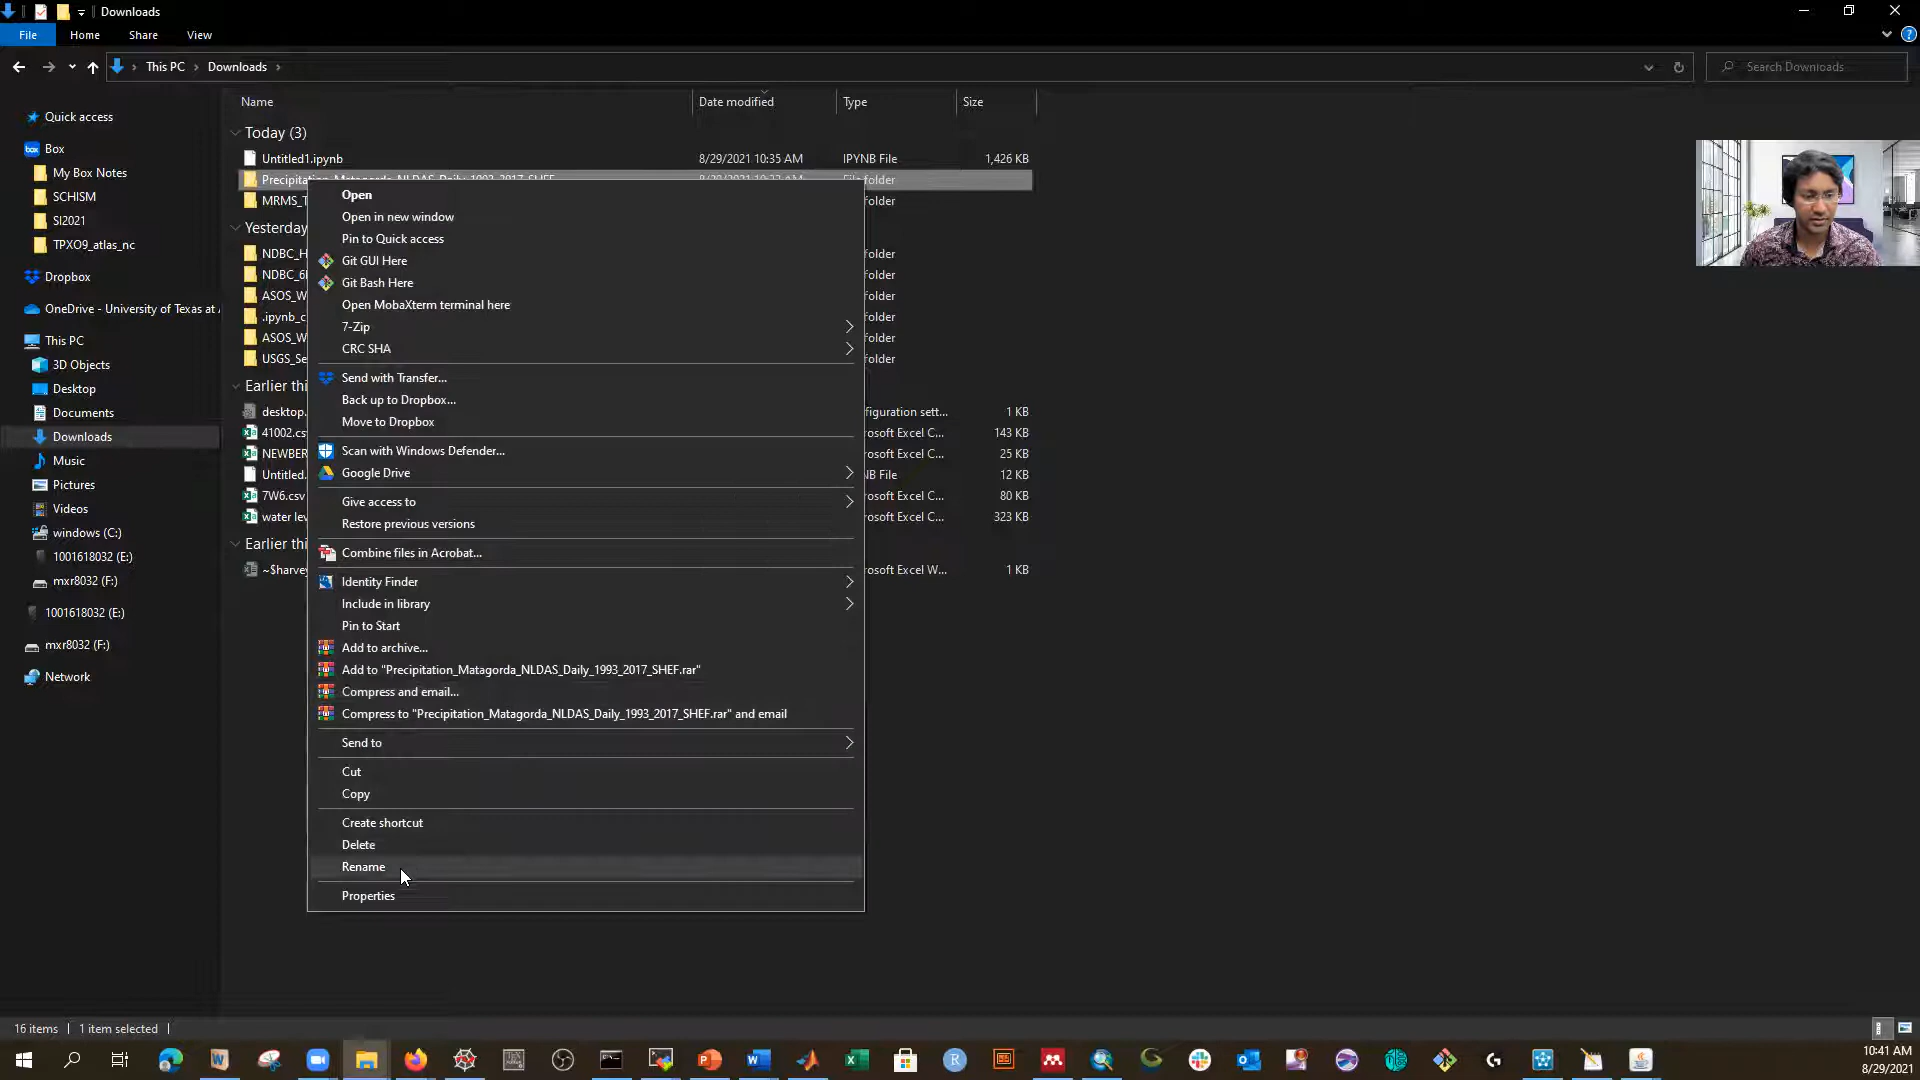 Downloads
File
Home
Share
View
This PC
Downloads
Search Downloads
Name
Date modified
Type
Size
Quick access
Box
My Box Notes
SCHISM
SI2021
TPXO9_atlas_nc
Dropbox
OneDrive - University of Texas at
This PC
3D Objects
Desktop
Documents
Downloads
Music
Pictures
Videos
windows (C:)
1001618032 (E:)
mxr8032 (F:)
1001618032 (E:)
mxr8032 (F:)
Network
Today (3)
Untitled1.ipynb 8/29/2021 10:35 AM IPYNB File 1,426 KB
Precipitation_Matagorda_NLDAS_Daily_1993_2017_SHEF folder
MRMS_T folder
Yesterday
NDBC_H folder
NDBC_6 folder
ASOS_W folder
.ipynb_c folder
ASOS_W folder
USGS_Se folder
Earlier thi
desktop. figuration sett... 1 KB
41002.cs rosoft Excel C... 143 KB
NEWBER rosoft Excel C... 25 KB
Untitled. NB File 12 KB
7W6.csv rosoft Excel C... 80 KB
water lev rosoft Excel C... 323 KB
Earlier thi
~$harvey rosoft Excel W... 1 KB
Open
Open in new window
Pin to Quick access
Git GUI Here
Git Bash Here
Open MobaXterm terminal here
7-Zip
CRC SHA
Send with Transfer...
Back up to Dropbox...
Move to Dropbox
Scan with Windows Defender...
Google Drive
Give access to
Restore previous versions
Combine files in Acrobat...
Identity Finder
Include in library
Pin to Start
Add to archive...
Add to "Precipitation_Matagorda_NLDAS_Daily_1993_2017_SHEF.rar"
Compress and email...
Compress to "Precipitation_Matagorda_NLDAS_Daily_1993_2017_SHEF.rar" and email
Send to
Cut
Copy
Create shortcut
Delete
Rename
Properties
16 items
1 item selected
10:41 AM
8/29/2021